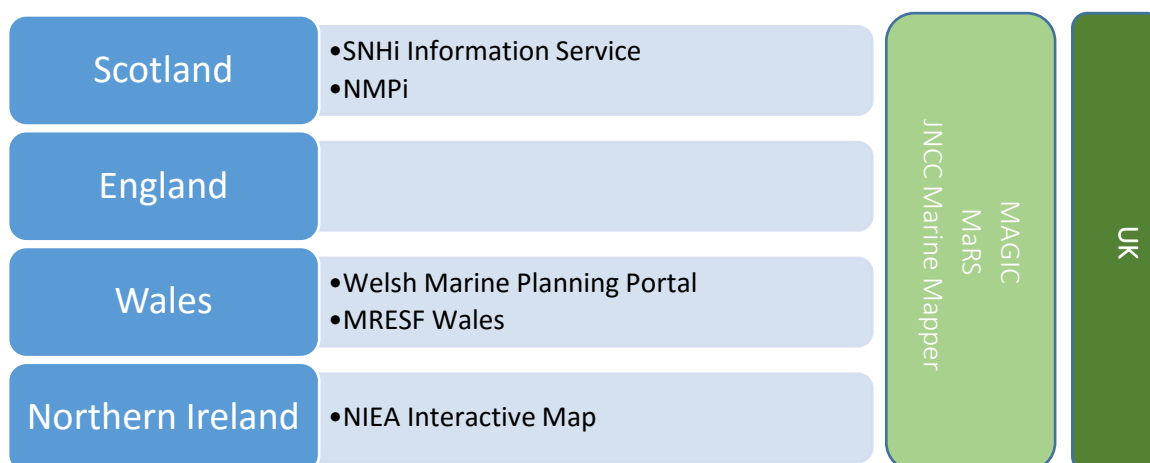 Scotland
•SNHi Information Service
•NMPi
England
Wales
•Welsh Marine Planning Portal
•MRESF Wales
Northern Ireland
•NIEA Interactive Map
MAGIC
MaRS
JNCC Marine Mapper
UK